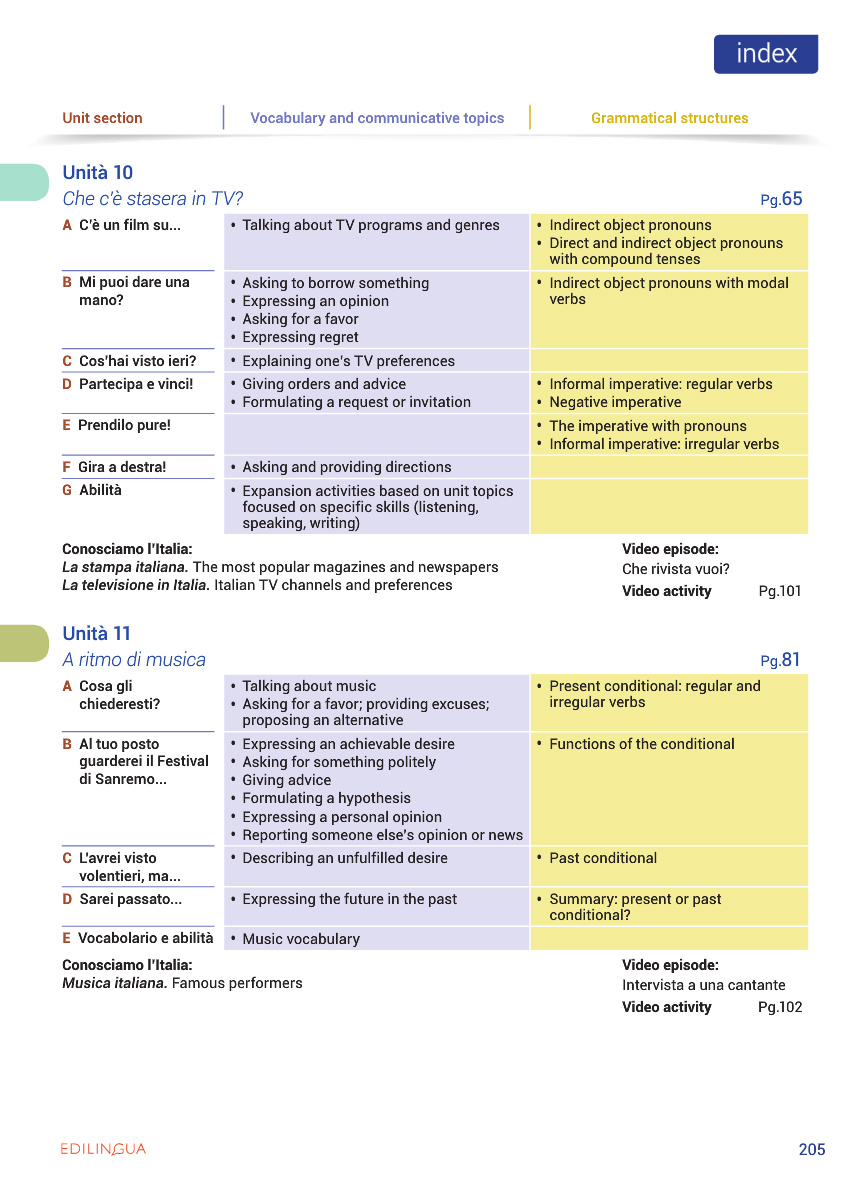 index
Unit section
Vocabulary and communicative topics
Grammatical structures
Unità 10
Che c'è stasera in TV?
Pg.65
A C'è un film su...
• Talking about TV programs and genres
• Indirect object pronouns
• Direct and indirect object pronouns
with compound tenses
B Mi puoi dare una
mano?
• Asking to borrow something
• Expressing an opinion
• Asking for a favor
• Expressing regret
• Indirect object pronouns with modal
verbs
C Cos'hai visto ieri?
• Explaining one's TV preferences
D Partecipa e vinci!
• Giving orders and advice
• Formulating a request or invitation
• Informal imperative: regular verbs
• Negative imperative
E Prendilo pure!
• The imperative with pronouns
• Informal imperative: irregular verbs
F Gira a destra!
• Asking and providing directions
G Abilità
• Expansion activities based on unit topics
focused on specific skills (listening,
speaking, writing)
Conosciamo l'Italia:
La stampa italiana. The most popular magazines and newspapers
La televisione in Italia. Italian TV channels and preferences
Video episode:
Che rivista vuoi?
Video activity Pg.101
Unità 11
A ritmo di musica
Pg.81
A Cosa gli
chiederesti?
• Talking about music
• Asking for a favor; providing excuses;
proposing an alternative
• Present conditional: regular and
irregular verbs
B Al tuo posto
guarderei il Festival
di Sanremo...
• Expressing an achievable desire
• Asking for something politely
• Giving advice
• Formulating a hypothesis
• Expressing a personal opinion
• Reporting someone else's opinion or news
• Functions of the conditional
C L'avrei visto
volentieri, ma...
• Describing an unfulfilled desire
• Past conditional
D Sarei passato...
• Expressing the future in the past
• Summary: present or past
conditional?
E Vocabolario e abilità
• Music vocabulary
Conosciamo l'Italia:
Musica italiana. Famous performers
Video episode:
Intervista a una cantante
Video activity Pg.102
EDILINGUA
205